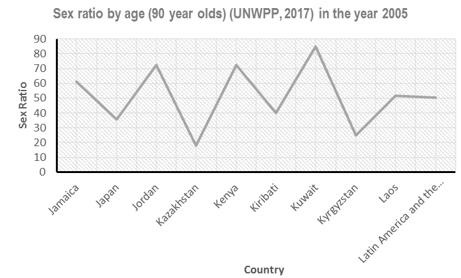 Sex ratio by age (90 year olds) (UNWPP, 2017) in the year 2005
90
80
70
60
50
40
30
20
10
0
Sex Ratio
Jamaica
Japan
Jordan
Kazakhstan
Kenya
Kiribati
Kuwait
Kyrgyzstan
Laos
Latin America and the...
Country